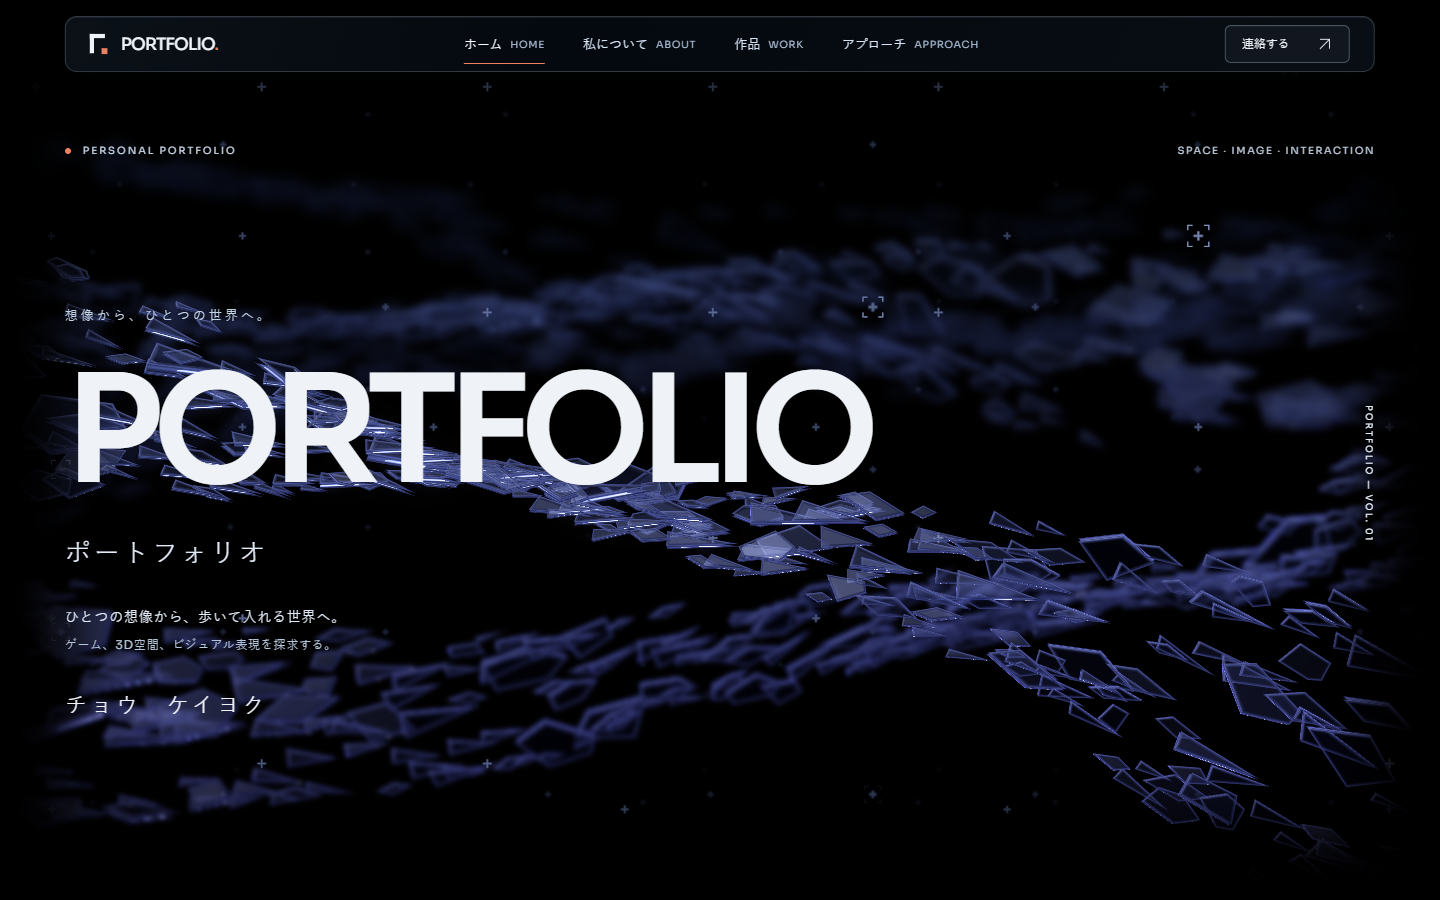 PORTFOLIO.
ホーム HOME
私について ABOUT
作品 WORK
アプローチ APPROACH
連絡する
PERSONAL PORTFOLIO
SPACE · IMAGE · INTERACTION
想像から、ひとつの世界へ。
PORTFOLIO
PORTFOLIO — VOL. 01
ポートフォリオ
ひとつの想像から、歩いて入れる世界へ。
ゲーム、3D空間、ビジュアル表現を探求する。
チョウ　ケイヨク